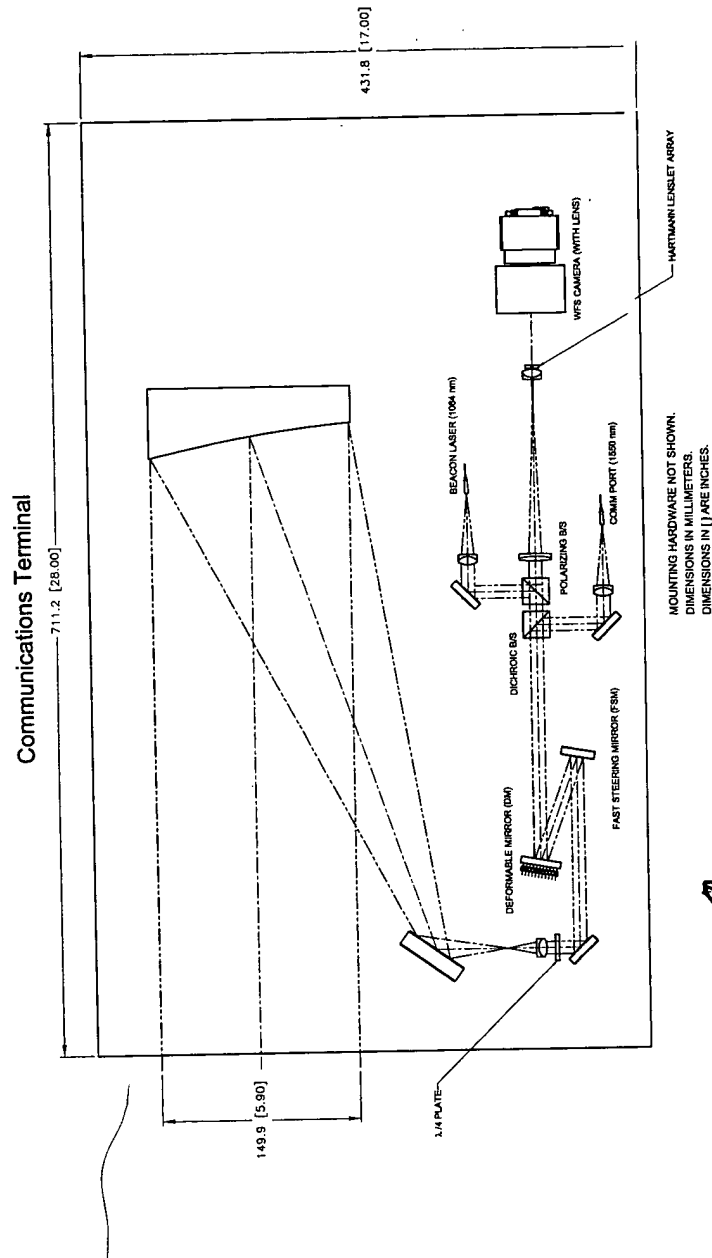 Communications Terminal
711.2 [28.00]
431.8 [17.00]
149.9 [5.90]
λ/4 PLATE
DEFORMABLE MIRROR (DM)
FAST STEERING MIRROR (FSM)
DICHROIC B/S
POLARIZING B/S
BEACON LASER (1064 nm)
COMM PORT (1550 nm)
WFS CAMERA (WITH LENS)
HARTMANN LENSLET ARRAY
MOUNTING HARDWARE NOT SHOWN.
DIMENSIONS IN MILLIMETERS.
DIMENSIONS IN [ ] ARE INCHES.